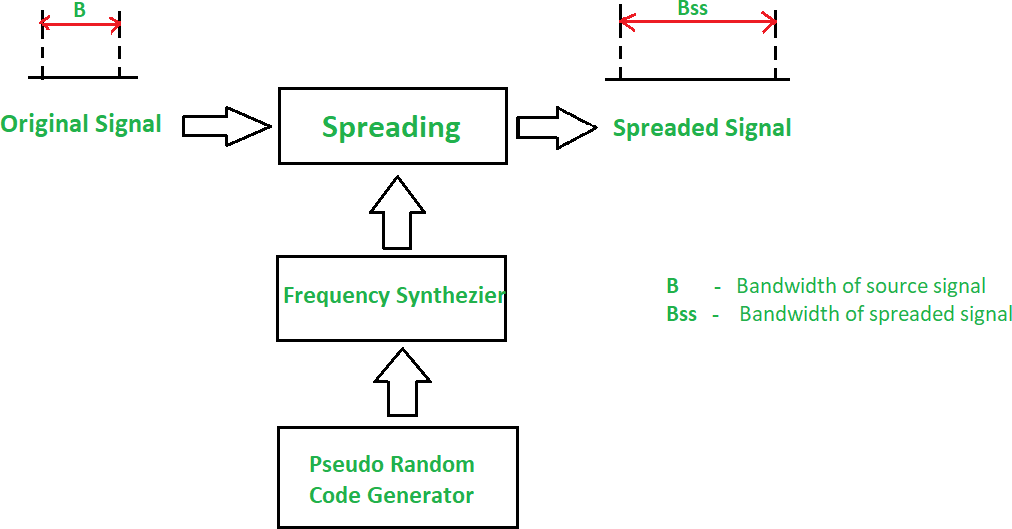 B
Bss
Original Signal
Spreading
Spreaded Signal
Frequency Synthezier
B - Bandwidth of source signal
Bss - Bandwidth of spreaded signal
Pseudo Random
Code Generator